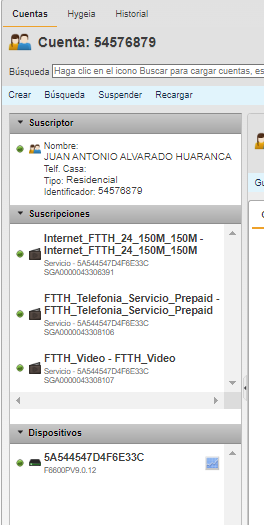 Cuentas Hygeia Historial
Cuenta: 54576879
Búsqueda Haga clic en el icono Buscar para cargar cuentas, es
Crear Búsqueda Suspender Recargar
Suscriptor
Nombre:
JUAN ANTONIO ALVARADO HUARANCA
Telf. Casa:
Tipo: Residencial
Identificador: 54576879
Gu
Suscripciones
Internet_FTTH_24_150M_150M -
Internet_FTTH_24_150M_150M
Servicio - 5A544547D4F6E33C
SGA0000043306391
FTTH_Telefonia_Servicio_Prepaid -
FTTH_Telefonia_Servicio_Prepaid
Servicio - 5A544547D4F6E33C
SGA0000043308106
FTTH_Video - FTTH_Video
Servicio - 5A544547D4F6E33C
SGA0000043308107
Dispositivos
5A544547D4F6E33C
F6600PV9.0.12